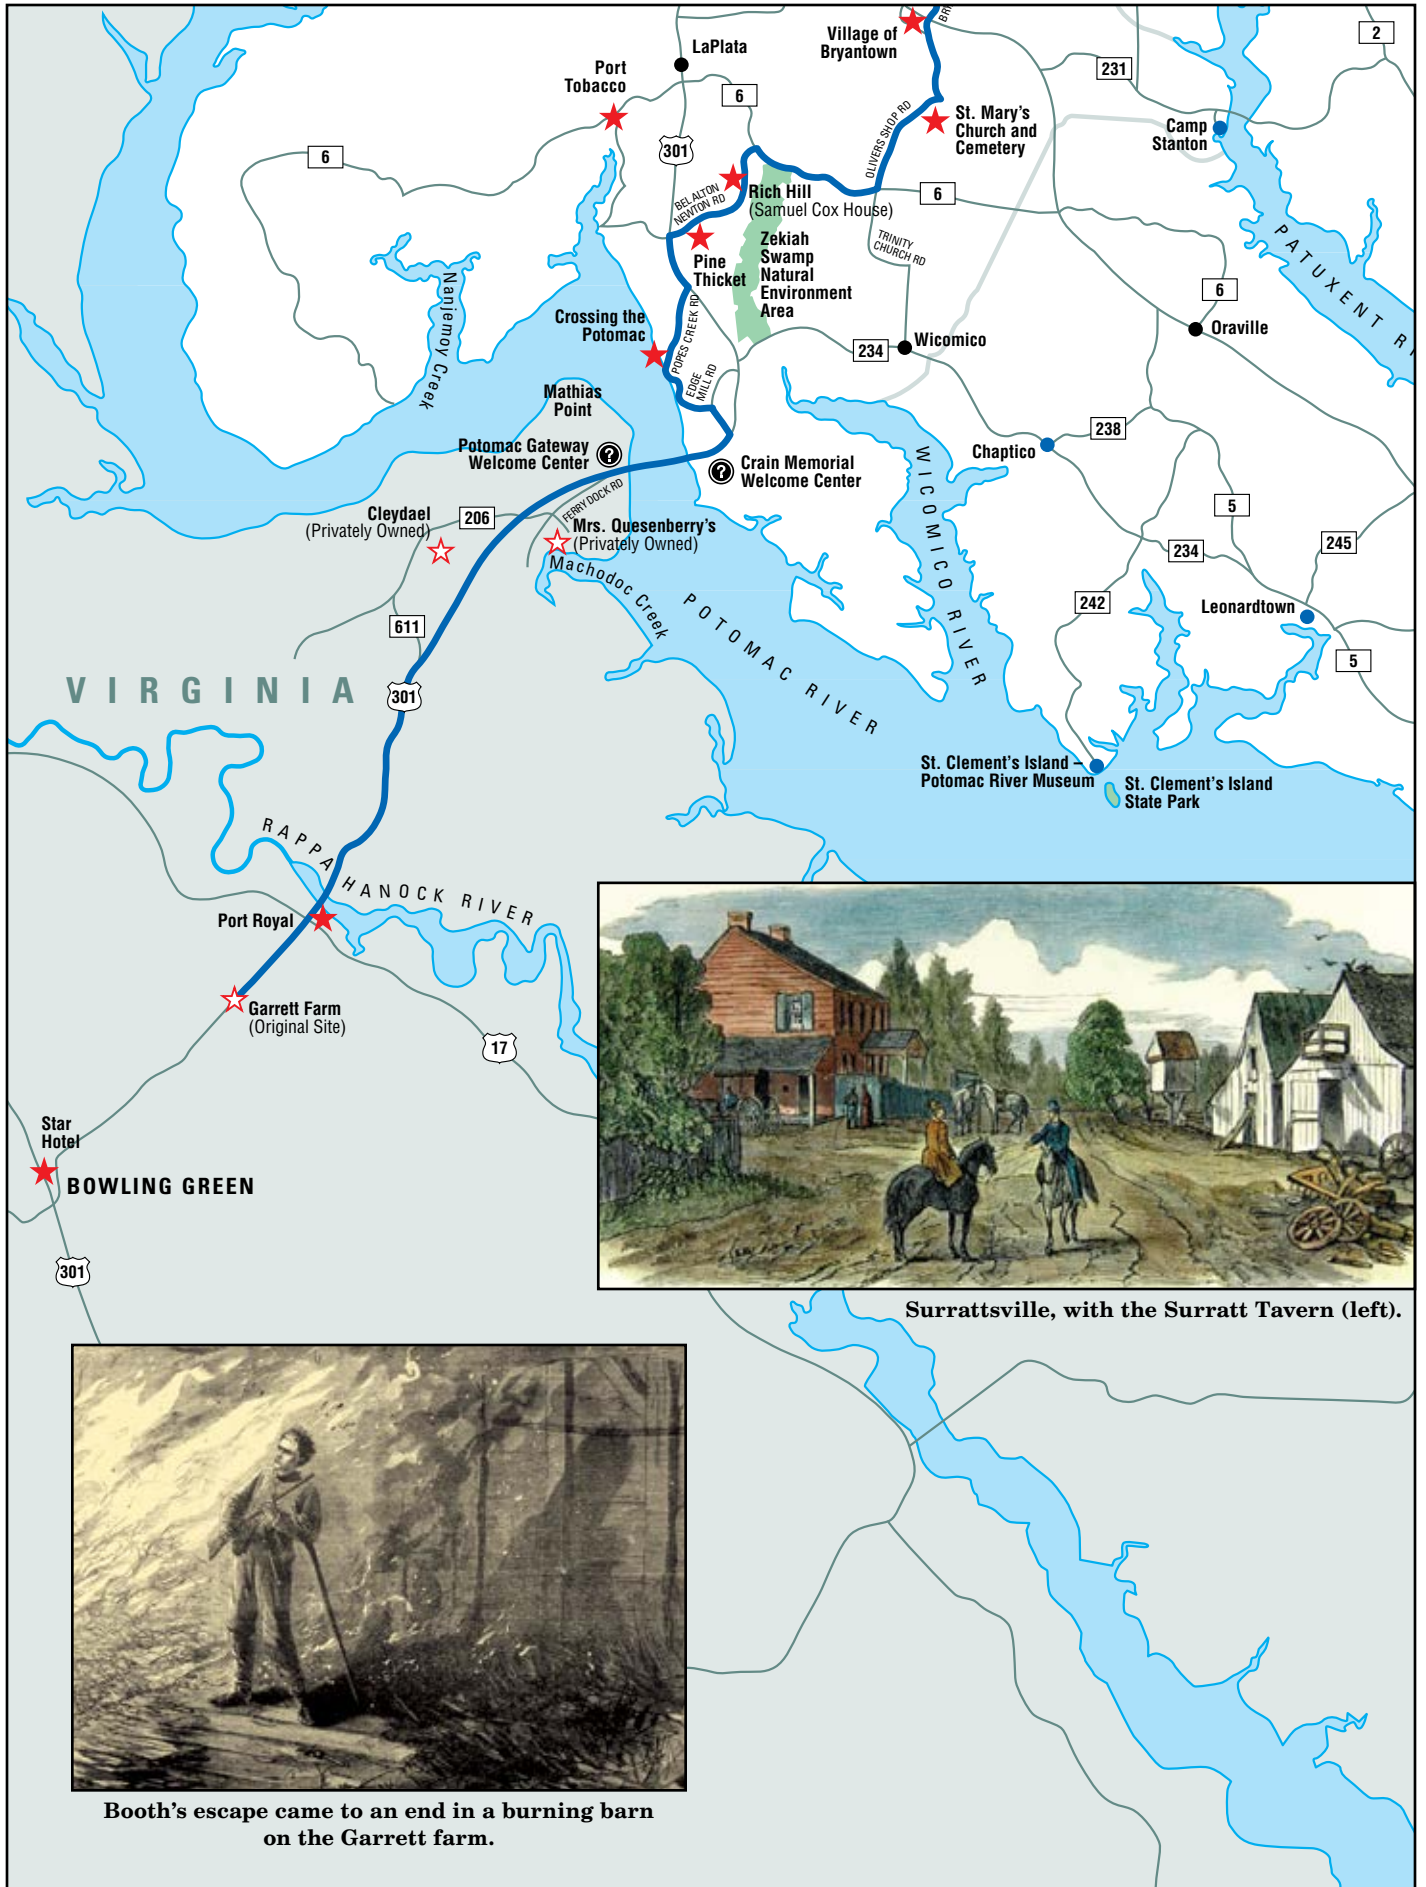 BRY
2
Village of
Bryantown
LaPlata
231
Port
Tobacco
6
St. Mary's
Church and
Cemetery
Camp
Stanton
OLIVERS SHOP RD
301
6
Rich Hill
(Samuel Cox House)
6
BEL ALTON
NEWTON RD
Zekiah
Swamp
Natural
Environment
Area
TRINITY
CHURCH RD
PATUXENT RI
Pine
Thicket
6
Nanjemoy Creek
Crossing the
Potomac
POPES CREEK RD
Oraville
234
Wicomico
EDGE
MILL RD
Mathias
Point
238
Chaptico
Potomac Gateway
Welcome Center
?
?
Crain Memorial
Welcome Center
WICOMICO RIVER
FERRY DOCK RD
5
Cleydael
(Privately Owned)
206
Mrs. Quesenberry's
(Privately Owned)
234
245
Machodoc Creek
POTOMAC RIVER
242
Leonardtown
611
5
VIRGINIA
301
St. Clement's Island –
Potomac River Museum
St. Clement's Island
State Park
RAPPAHANOCK RIVER
Port Royal
Garrett Farm
(Original Site)
17
Star
Hotel
BOWLING GREEN
301
Surrattsville, with the Surratt Tavern (left).
Booth's escape came to an end in a burning barn
on the Garrett farm.